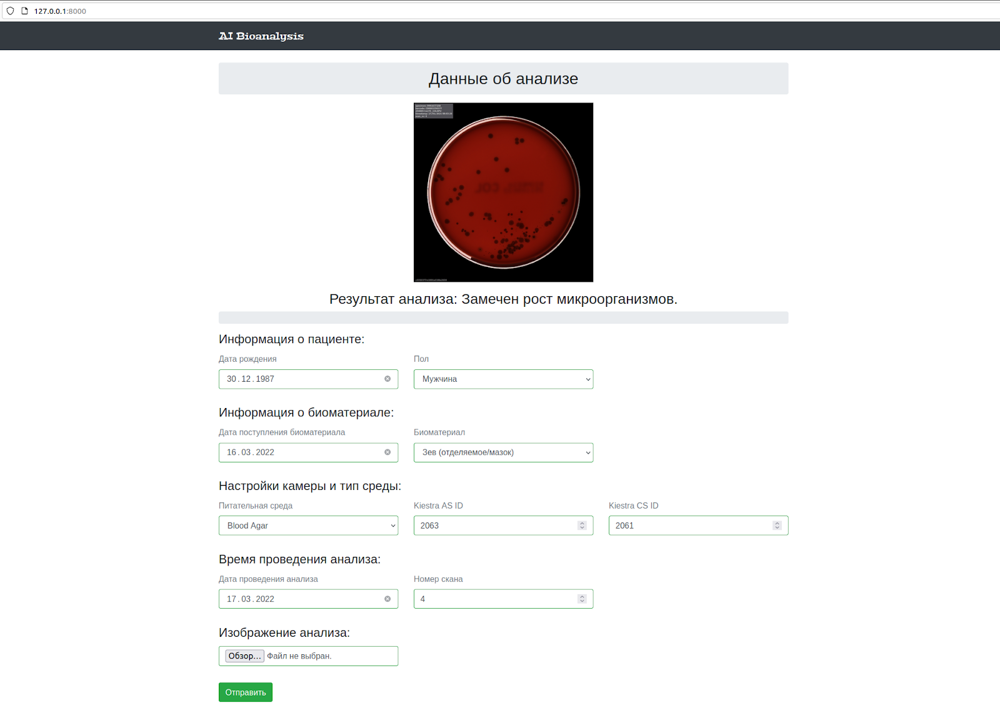 127.0.0.1:8000
AI Bioanalysis
Данные об анализе
COL
Результат анализа: Замечен рост микроорганизмов.
Информация о пациенте:
Дата рождения Пол
30.12.1987 Мужчина
Информация о биоматериале:
Дата поступления биоматериала Биоматериал
16.03.2022 Зев (отделяемое/мазок)
Настройки камеры и тип среды:
Питательная среда Kiestra AS ID Kiestra CS ID
Blood Agar 2063 2061
Время проведения анализа:
Дата проведения анализа Номер скана
17.03.2022 4
Изображение анализа:
Обзор... Файл не выбран.
Отправить